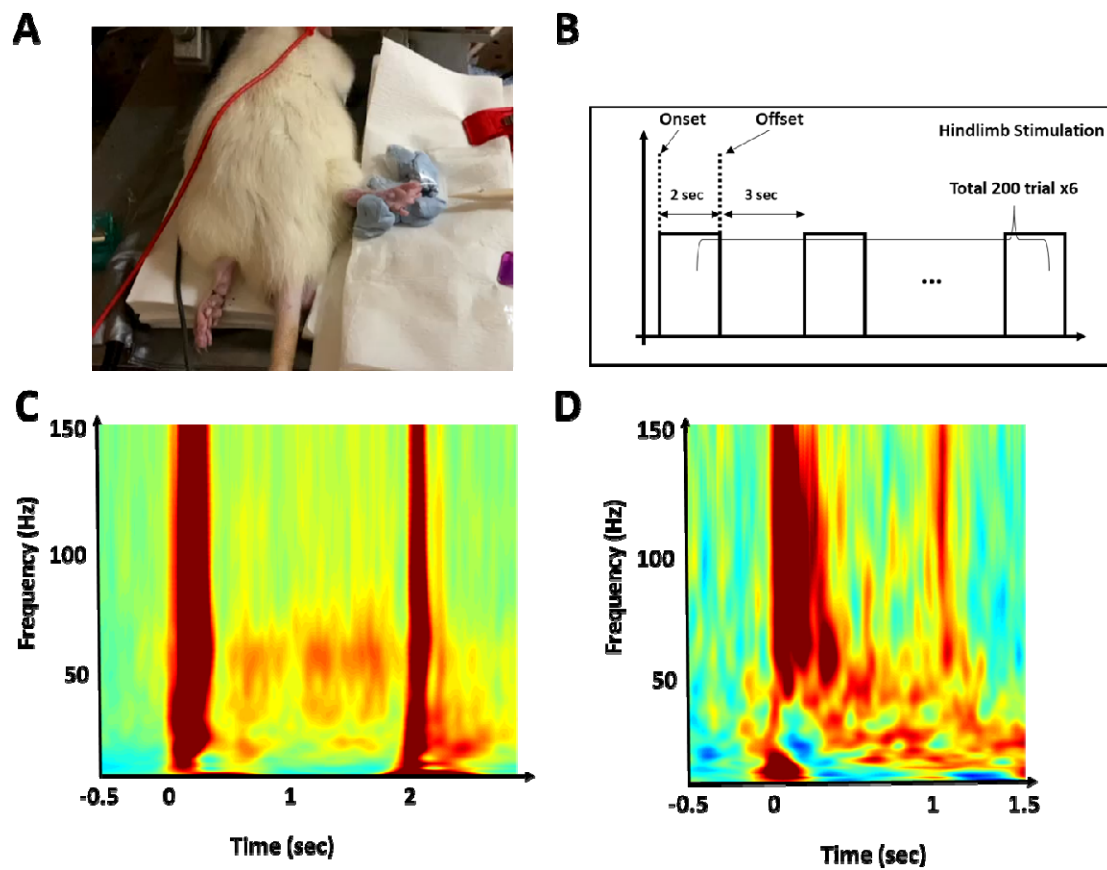 A
B
Onset
Offset
Hindlimb Stimulation
2 sec
3 sec
Total 200 trial x6
...
C
150
100
50
Frequency (Hz)
-0.5
0
1
2
Time (sec)
D
150
100
50
Frequency (Hz)
-0.5
0
1
1.5
Time (sec)